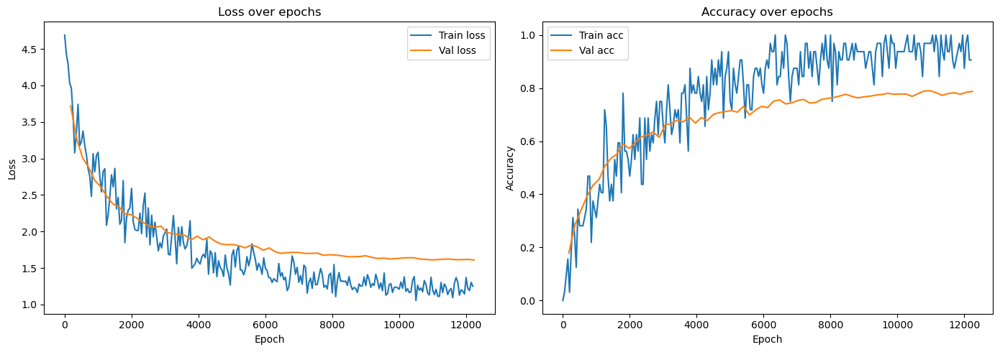 Loss over epochs
Train loss
Val loss
4.5
4.0
3.5
3.0
2.5
2.0
1.5
1.0
Loss
0 2000 4000 6000 8000 10000 12000
Epoch
Accuracy over epochs
Train acc
Val acc
1.0
0.8
0.6
0.4
0.2
0.0
Accuracy
0 2000 4000 6000 8000 10000 12000
Epoch